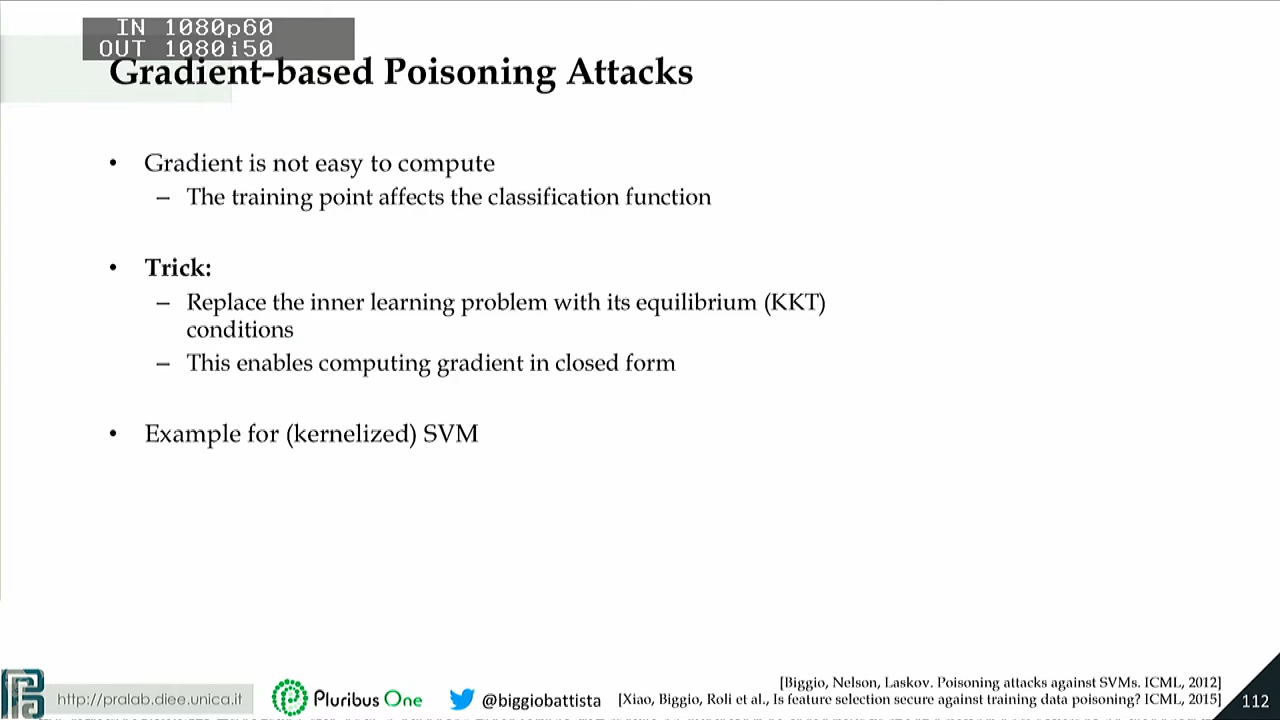 IN 1080p60
OUT 1080i50
Gradient-based Poisoning Attacks
• Gradient is not easy to compute
– The training point affects the classification function
• Trick:
– Replace the inner learning problem with its equilibrium (KKT)
conditions
– This enables computing gradient in closed form
• Example for (kernelized) SVM
http://pralab.diee.unica.it
Pluribus One
@biggiobattista
[Biggio, Nelson, Laskov. Poisoning attacks against SVMs. ICML, 2012]
[Xiao, Biggio, Roli et al., Is feature selection secure against training data poisoning? ICML, 2015]
112